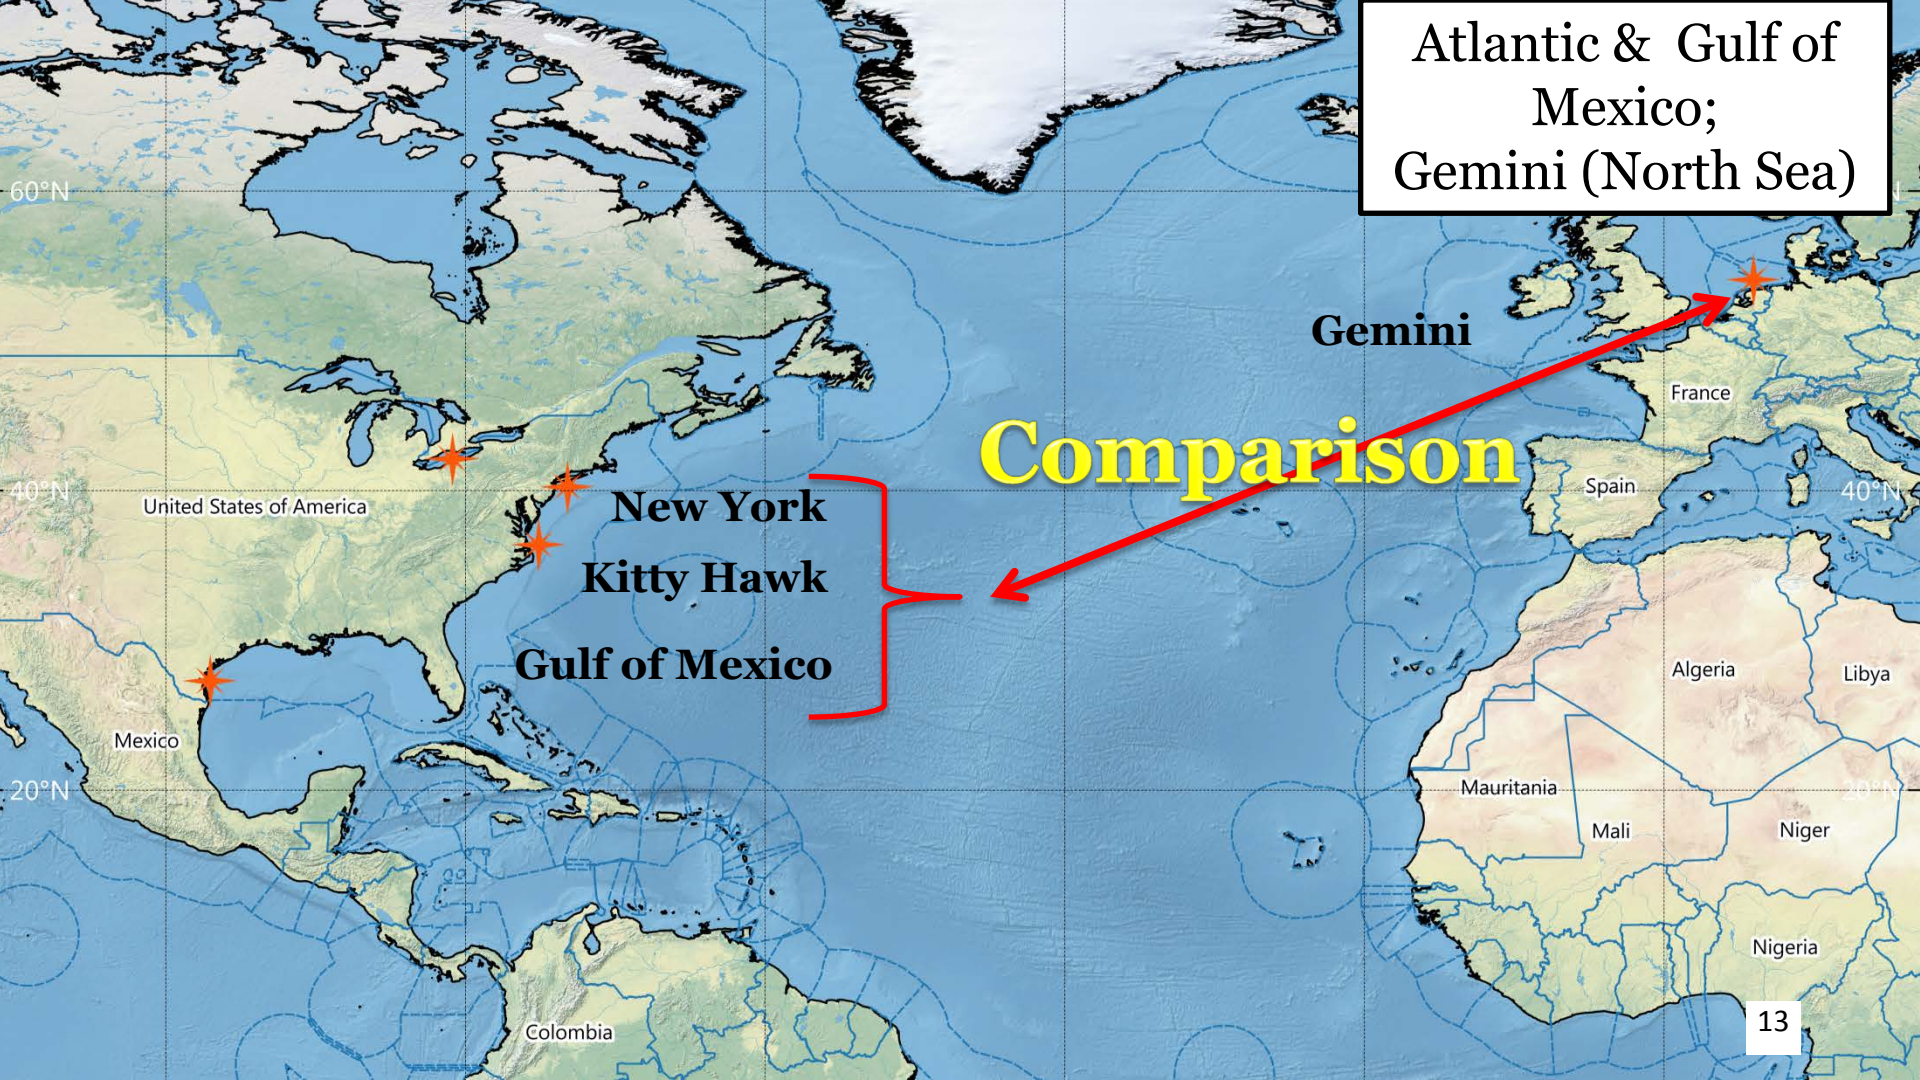 Atlantic & Gulf of
Mexico;
Gemini (North Sea)
60°N
Gemini
France
Comparison
40°N
United States of America
New York
Spain
40°N
Kitty Hawk
Gulf of Mexico
Algeria
Libya
Mexico
20°N
Mauritania
20°N
Mali
Niger
Nigeria
Colombia
13